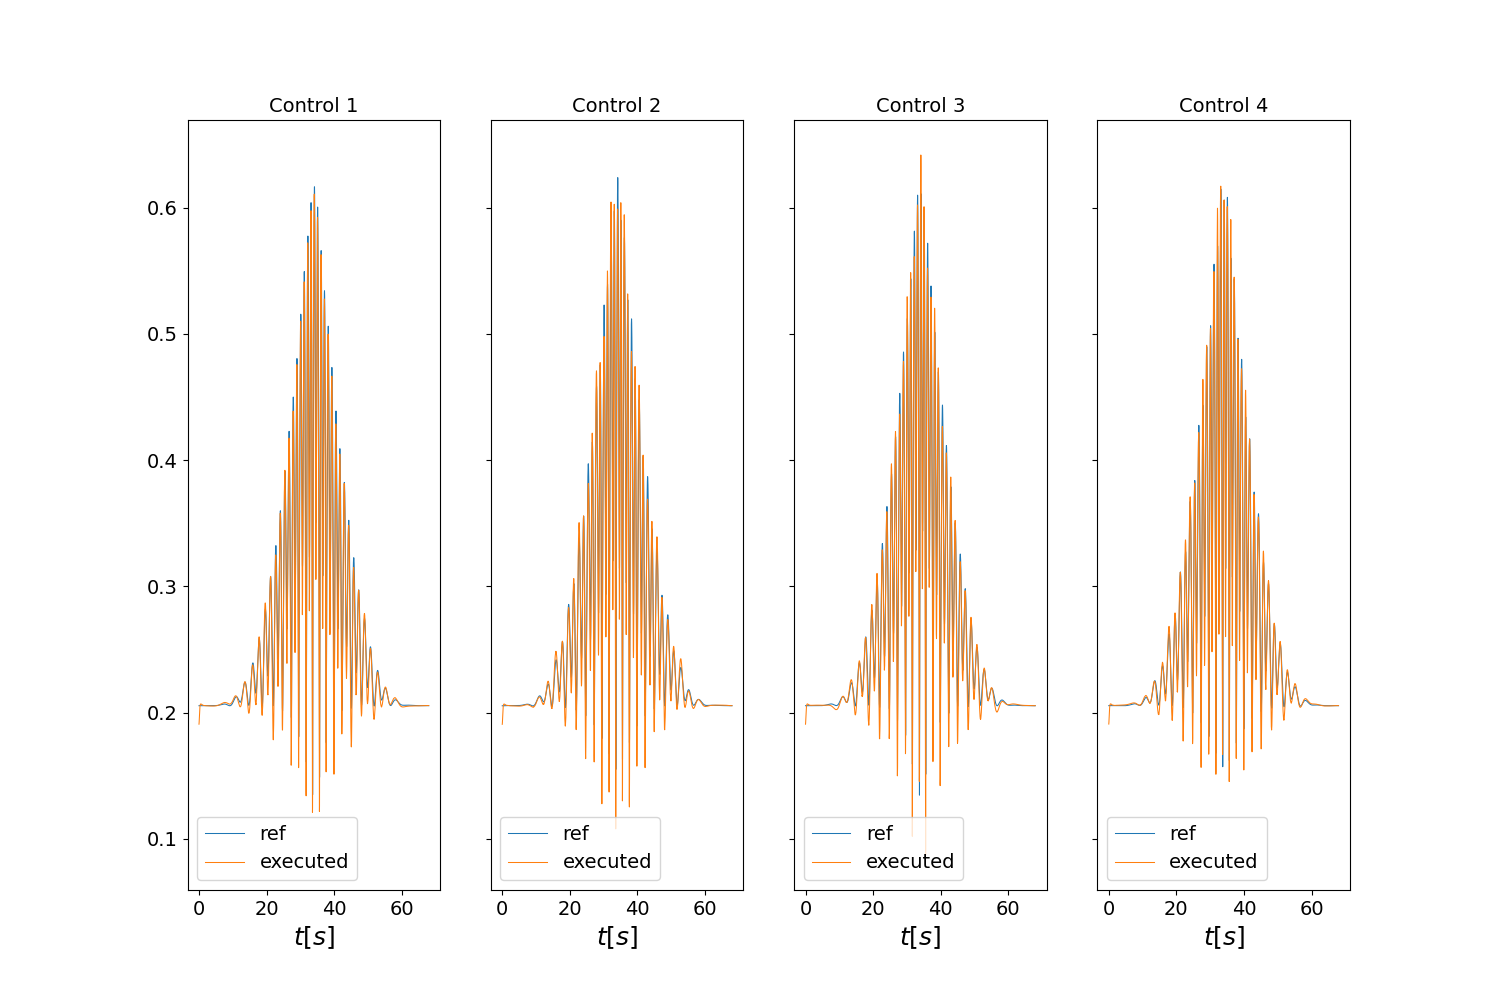 Control 1
Control 2
Control 3
Control 4
0.6
0.5
0.4
0.3
0.2
0.1
ref
executed
ref
executed
ref
executed
ref
executed
0 20 40 60
0 20 40 60
0 20 40 60
0 20 40 60
t[s]
t[s]
t[s]
t[s]